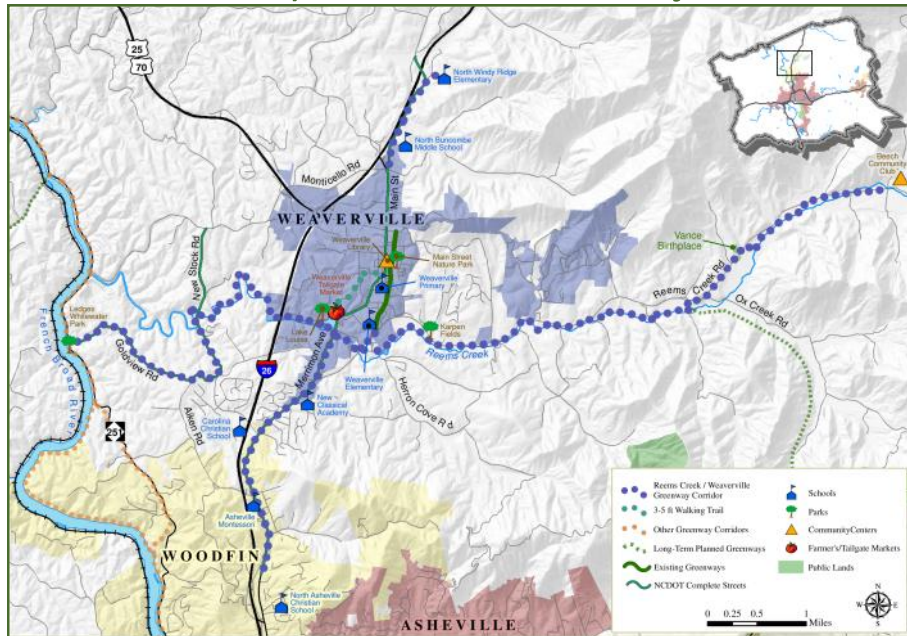 25
70
North Windy Ridge
Elementary
North Buncombe
Middle School
Monticello Rd
Main St
WEAVERVILLE
Weaverville
Library
Main Street
Nature Park
Weaverville
Tailgate
Market
Weaverville
Primary
Beech
Community
Club
Vance
Birthplace
Reems Creek Rd
Ox Creek Rd
New Stock Rd
Ledges
Whitewater
Park
French Broad River
Goldview Rd
Lake
Louise
Merrimon Ave
Karpen
Fields
Reems Creek
26
Weaverville
Elementary
New
Classical
Academy
Herron Cove Rd
Aiken Rd
Carolina
Christian
School
251
Asheville
Montessori
WOODFIN
North Asheville
Christian
School
ASHEVILLE
Reems Creek / Weaverville
Greenway Corridor
3-5 ft Walking Trail
Other Greenway Corridors
Long-Term Planned Greenways
Existing Greenways
NCDOT Complete Streets
Schools
Parks
CommunityCenters
Farmer's/Tailgate Markets
Public Lands
N
W
E
S
0 0.25 0.5 1
Miles